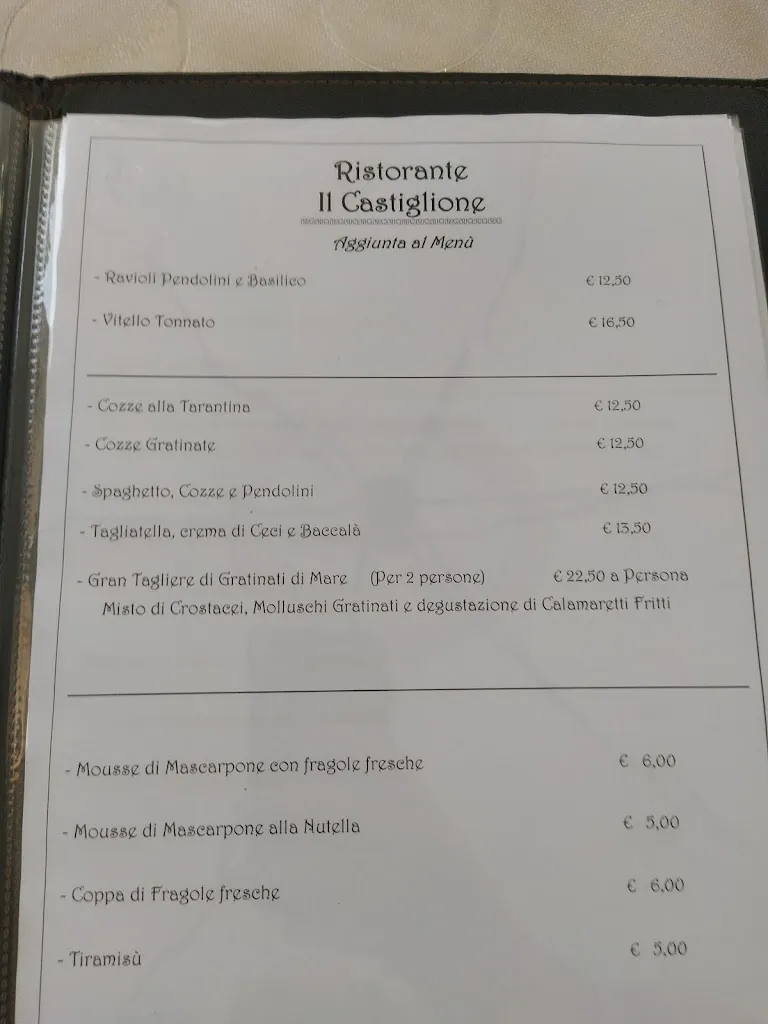 Ristorante
Il Castiglione
Aggiunta al Menù
- Ravioli Pendolini e Basilico € 12,50
- Vitello Tonnato € 16,50
- Cozze alla Tarantina € 12,50
- Cozze Gratinate € 12,50
- Spaghetto, Cozze e Pendolini € 12,50
- Tagliatella, crema di Ceci e Baccalà € 13,50
- Gran Tagliere di Gratinati di Mare (Per 2 persone) € 22,50 a Persona
Misto di Crostacei, Molluschi Gratinati e degustazione di Calamaretti Fritti
- Mousse di Mascarpone con fragole fresche € 6,00
- Mousse di Mascarpone alla Nutella € 5,00
- Coppa di Fragole fresche € 6,00
- Tiramisù € 5,00